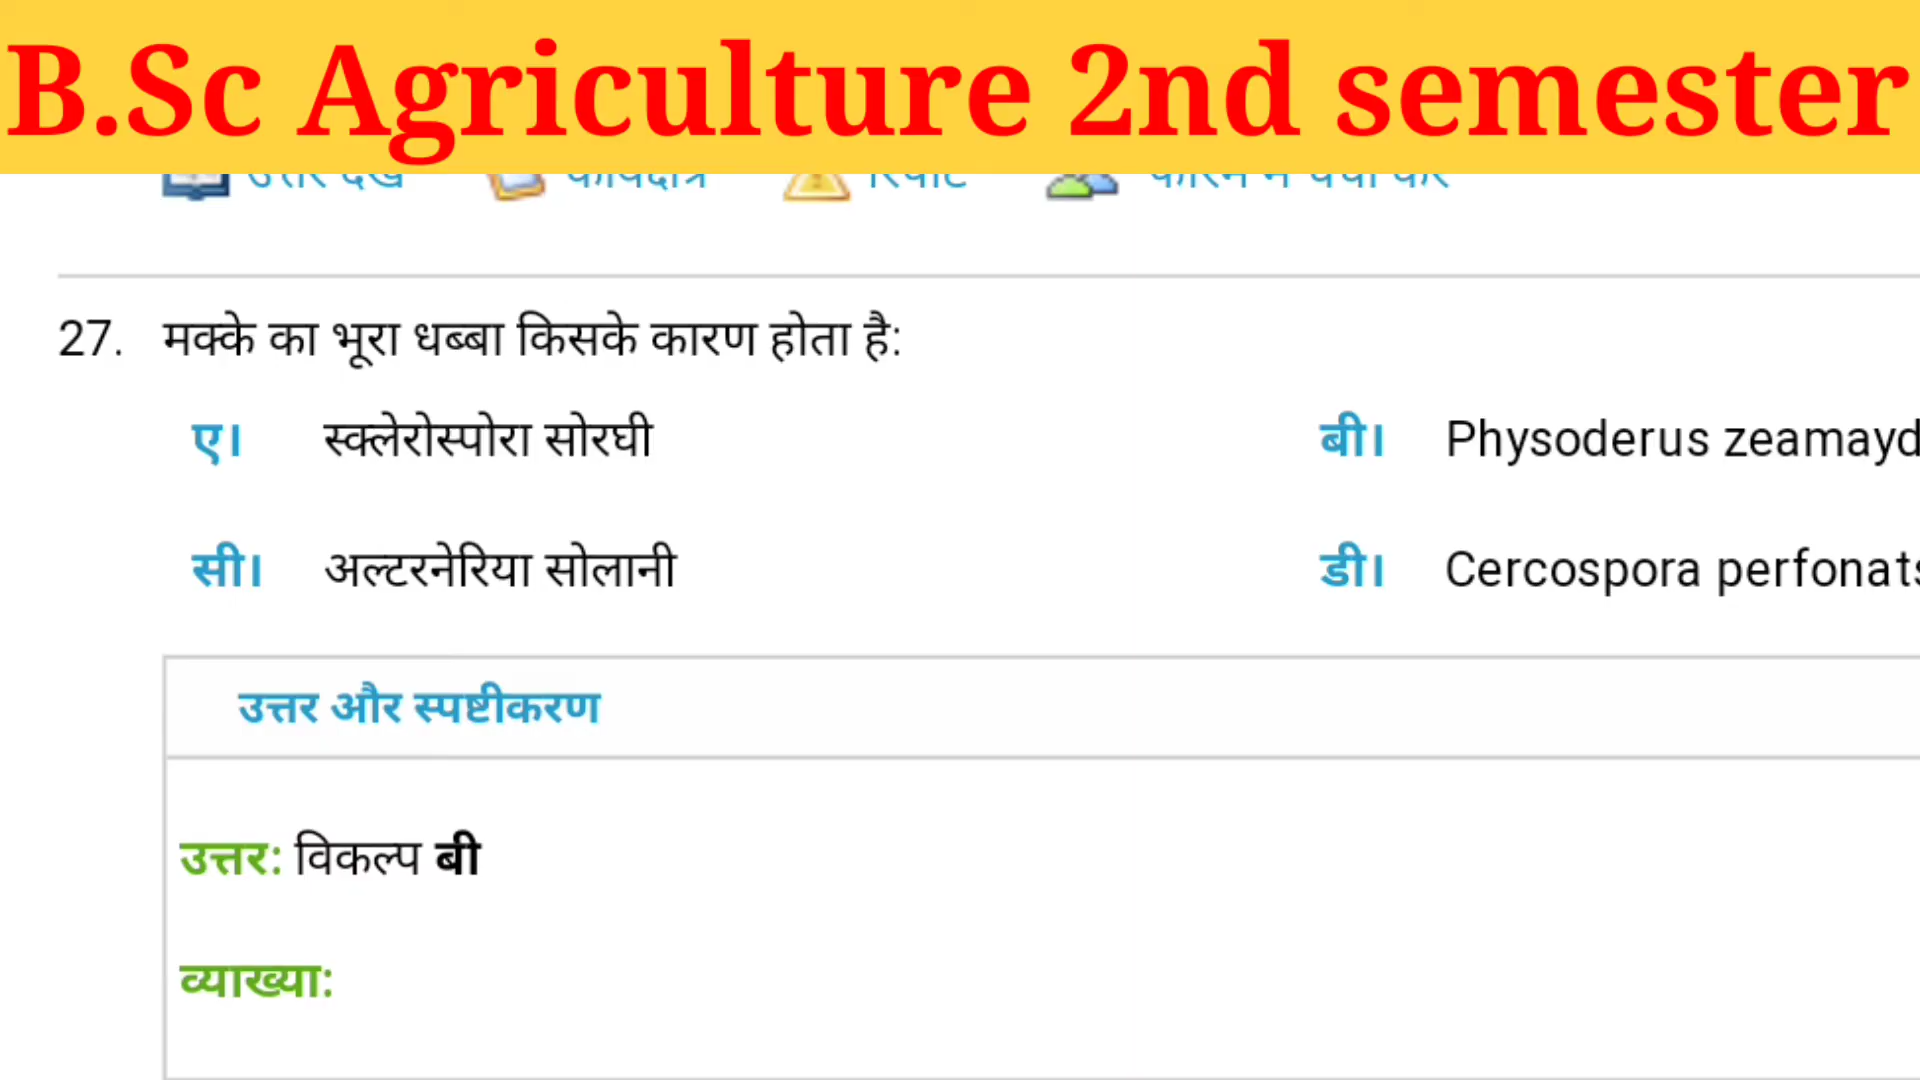 B.Sc Agriculture 2nd semester
27. मक्के का भूरा धब्बा किसके कारण होता है:
ए। स्क्लेरोस्पोरा सोरघी
बी। Physoderus zeamayd
सी। अल्टरनेरिया सोलानी
डी। Cercospora perfonats
उत्तर और स्पष्टीकरण
उत्तर: विकल्प बी
व्याख्या: